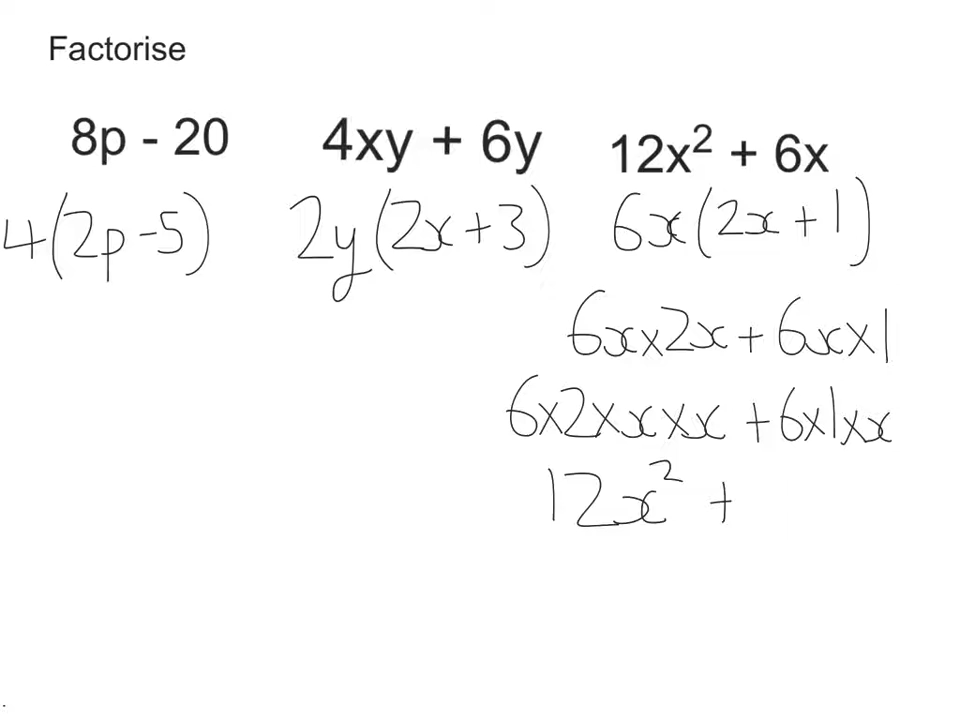 Factorise
8p - 20 4xy + 6y 12x² + 6x
4(2p-5) 2y(2x+3) 6x(2x+1)
6x×2x+6x×1
6×2×x×x +6×1×x
12x² +